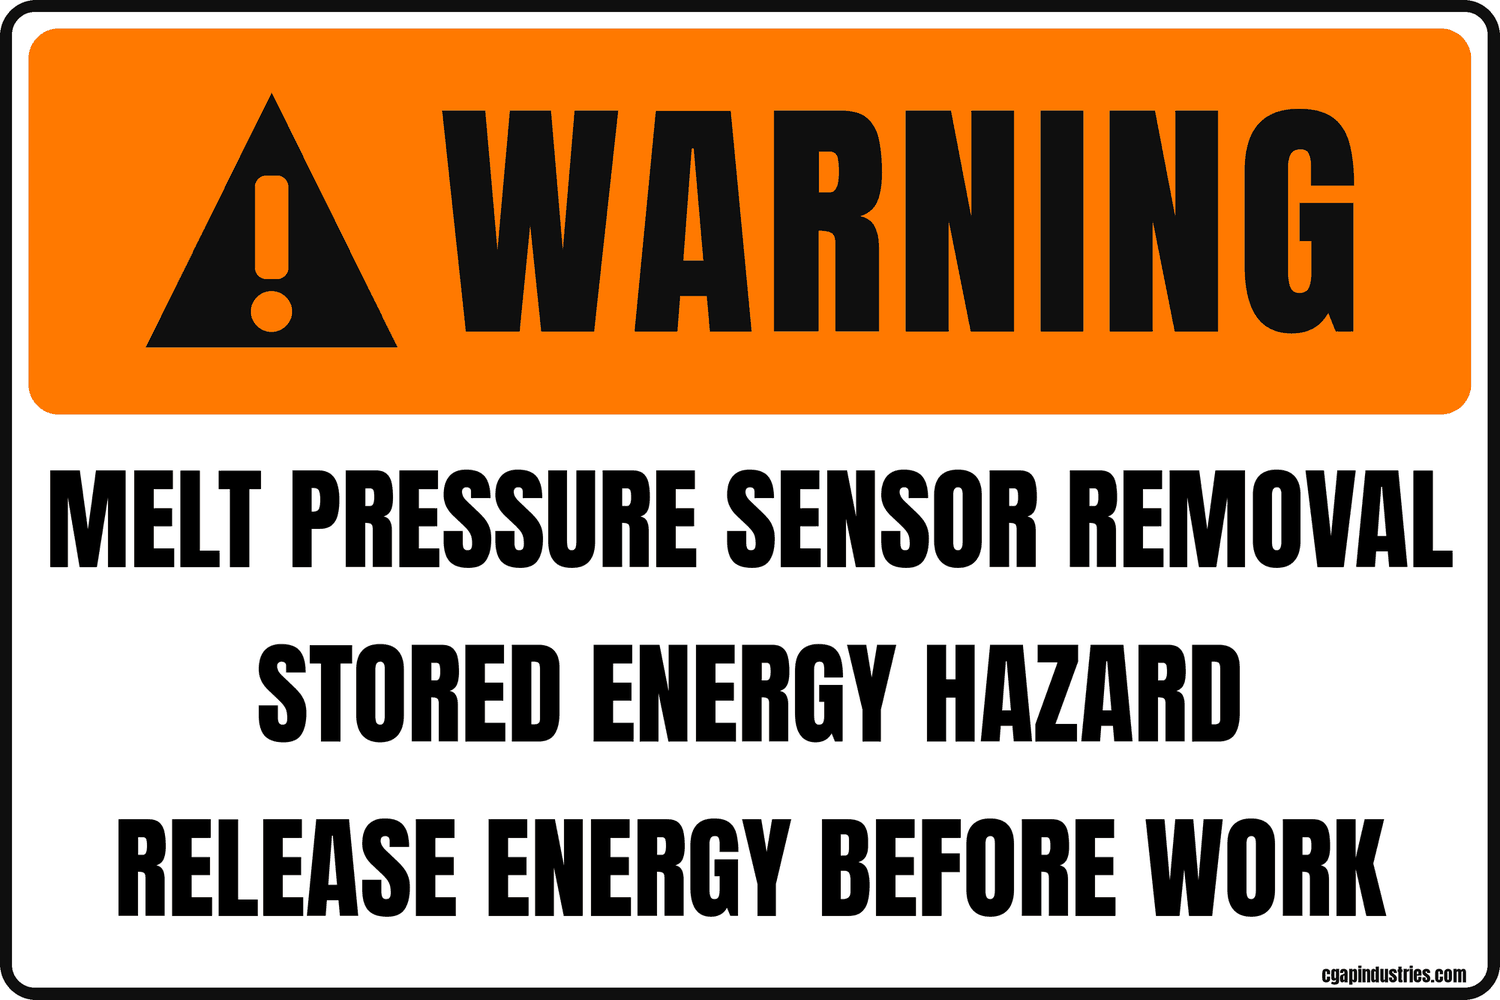 WARNING
MELT PRESSURE SENSOR REMOVAL
STORED ENERGY HAZARD
RELEASE ENERGY BEFORE WORK
cgapindustries.com